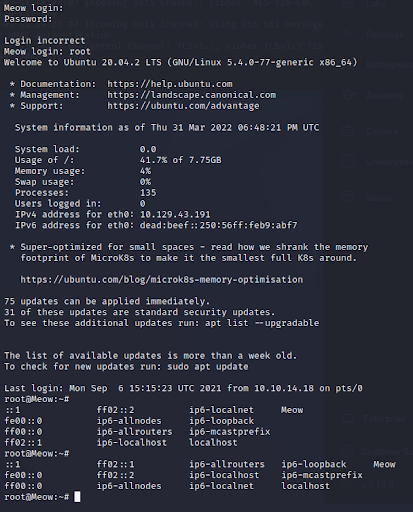 Meow login:
Password:
Login incorrect
Meow login: root
Welcome to Ubuntu 20.04.2 LTS (GNU/Linux 5.4.0-77-generic x86_64)
* Documentation: https://help.ubuntu.com
* Management: https://landscape.canonical.com
* Support: https://ubuntu.com/advantage
System information as of Thu 31 Mar 2022 06:48:21 PM UTC
System load: 0.0
Usage of /: 41.7% of 7.75GB
Memory usage: 4%
Swap usage: 0%
Processes: 135
Users logged in: 0
IPv4 address for eth0: 10.129.43.191
IPv6 address for eth0: dead:beef::250:56ff:feb9:abf7
* Super-optimized for small spaces - read how we shrank the memory
footprint of MicroK8s to make it the smallest full K8s around.
https://ubuntu.com/blog/microk8s-memory-optimisation
75 updates can be applied immediately.
31 of these updates are standard security updates.
To see these additional updates run: apt list --upgradable
The list of available updates is more than a week old.
To check for new updates run: sudo apt update
Last login: Mon Sep 6 15:15:23 UTC 2021 from 10.10.14.18 on pts/0
root@Meow:~#
::1 ff02::2 ip6-localnet Meow
fe00::0 ip6-allnodes ip6-loopback
ff00::0 ip6-allrouters ip6-mcastprefix
ff02::1 ip6-localhost localhost
root@Meow:~#
::1 ff02::1 ip6-allrouters ip6-loopback Meow
fe00::0 ff02::2 ip6-localhost ip6-mcastprefix
ff00::0 ip6-allnodes ip6-localnet localhost
root@Meow:~#